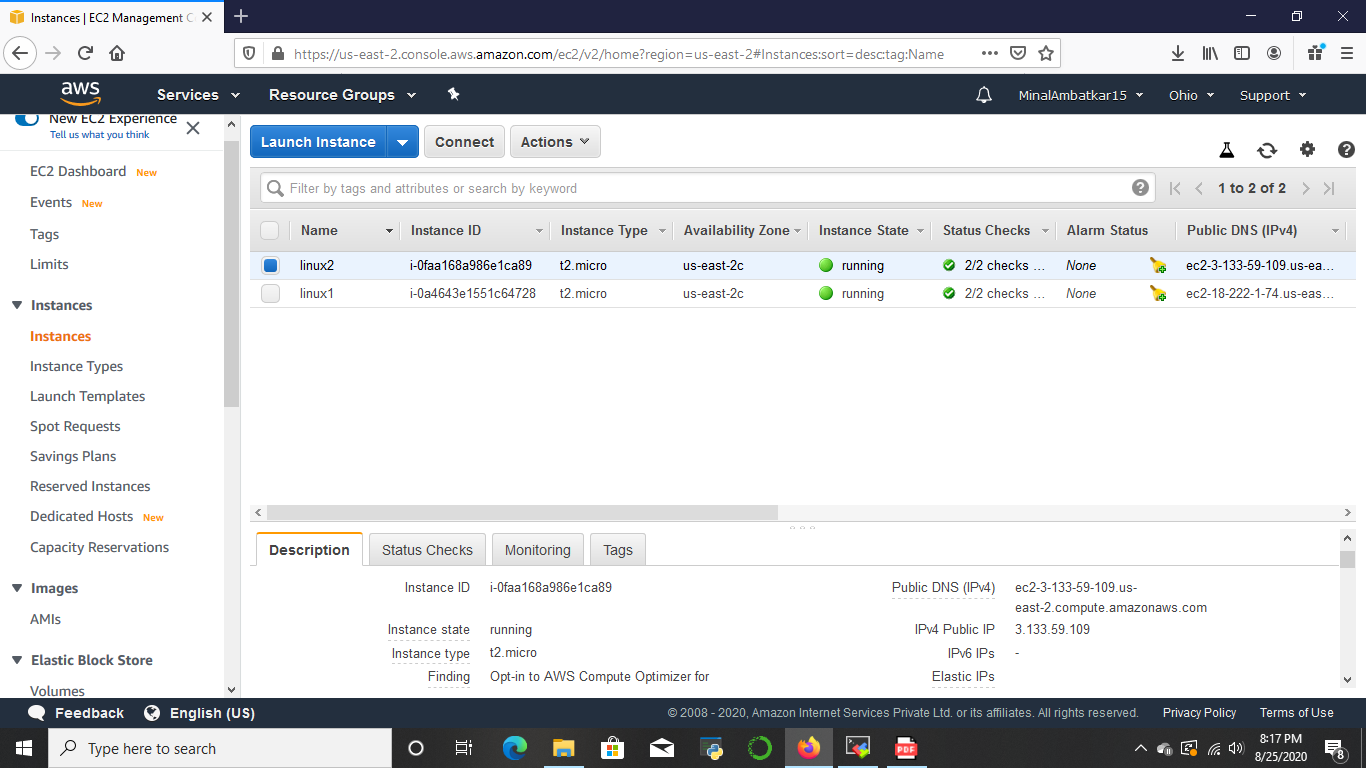 Instances | EC2 Management C
https://us-east-2.console.aws.amazon.com/ec2/v2/home?region=us-east-2#Instances:sort=desc:tag:Name
aws
Services
Resource Groups
MinalAmbatkar15
Ohio
Support
New EC2 Experience
Tell us what you think
EC2 Dashboard New
Events New
Tags
Limits
Instances
Instances
Instance Types
Launch Templates
Spot Requests
Savings Plans
Reserved Instances
Dedicated Hosts New
Capacity Reservations
Images
AMIs
Elastic Block Store
Volumes
Launch Instance
Connect
Actions
Filter by tags and attributes or search by keyword
1 to 2 of 2
Name Instance ID Instance Type Availability Zone Instance State Status Checks Alarm Status Public DNS (IPv4)
linux2 i-0faa168a986e1ca89 t2.micro us-east-2c running 2/2 checks ... None ec2-3-133-59-109.us-ea...
linux1 i-0a4643e1551c64728 t2.micro us-east-2c running 2/2 checks ... None ec2-18-222-1-74.us-eas...
Description Status Checks Monitoring Tags
Instance ID i-0faa168a986e1ca89
Instance state running
Instance type t2.micro
Finding Opt-in to AWS Compute Optimizer for
Public DNS (IPv4) ec2-3-133-59-109.us-
east-2.compute.amazonaws.com
IPv4 Public IP 3.133.59.109
IPv6 IPs -
Elastic IPs
Feedback
English (US)
© 2008 - 2020, Amazon Internet Services Private Ltd. or its affiliates. All rights reserved.
Privacy Policy
Terms of Use
Type here to search
PDF
8:17 PM
8/25/2020
8